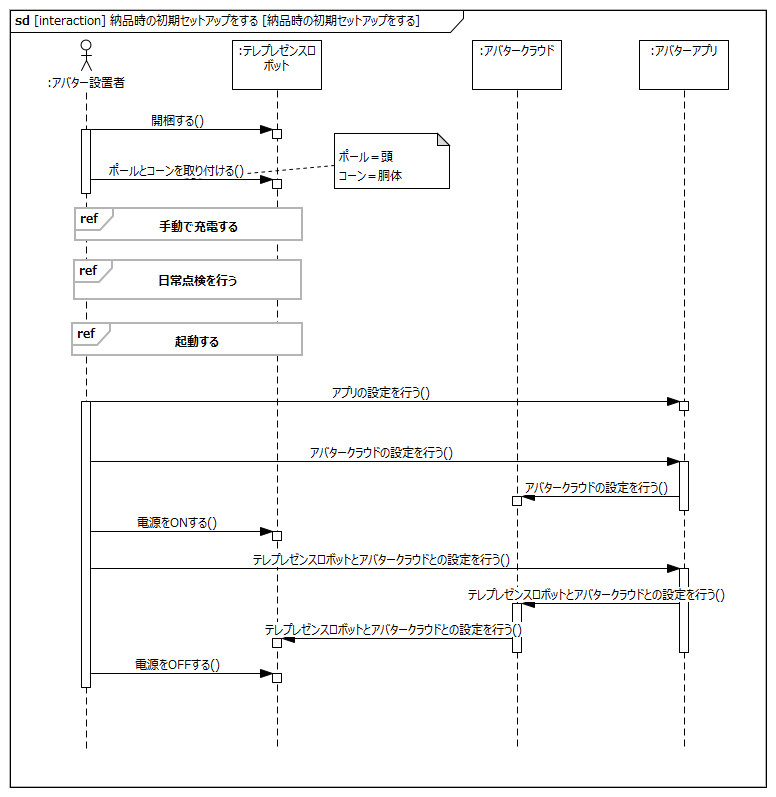 sd [interaction] 納品時の初期セットアップをする [納品時の初期セットアップをする]
:アバター設置者
:テレプレゼンスロ
ボット
:アバタークラウド
:アバターアプリ
開梱する()
ポールとコーンを取り付ける()
ポール＝頭
コーン＝胴体
ref
手動で充電する
ref
日常点検を行う
ref
起動する
アプリの設定を行う()
アバタークラウドの設定を行う()
アバタークラウドの設定を行う()
電源をONする()
テレプレゼンスロボットとアバタークラウドとの設定を行う()
テレプレゼンスロボットとアバタークラウドとの設定を行う()
テレプレゼンスロボットとアバタークラウドとの設定を行う()
電源をOFFする()